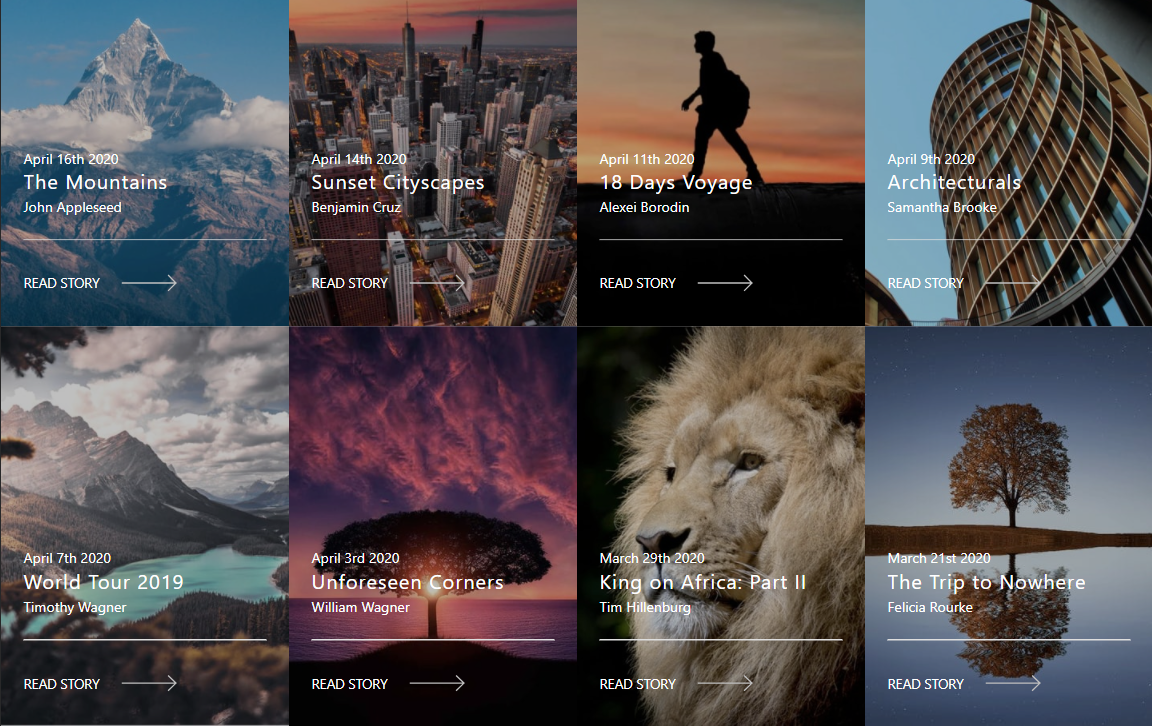 April 16th 2020
The Mountains
John Appleseed
READ STORY
April 14th 2020
Sunset Cityscapes
Benjamin Cruz
READ STORY
April 11th 2020
18 Days Voyage
Alexei Borodin
READ STORY
April 9th 2020
Architecturals
Samantha Brooke
READ STORY
April 7th 2020
World Tour 2019
Timothy Wagner
READ STORY
April 3rd 2020
Unforeseen Corners
William Wagner
READ STORY
March 29th 2020
King on Africa: Part II
Tim Hillenburg
READ STORY
March 21st 2020
The Trip to Nowhere
Felicia Rourke
READ STORY